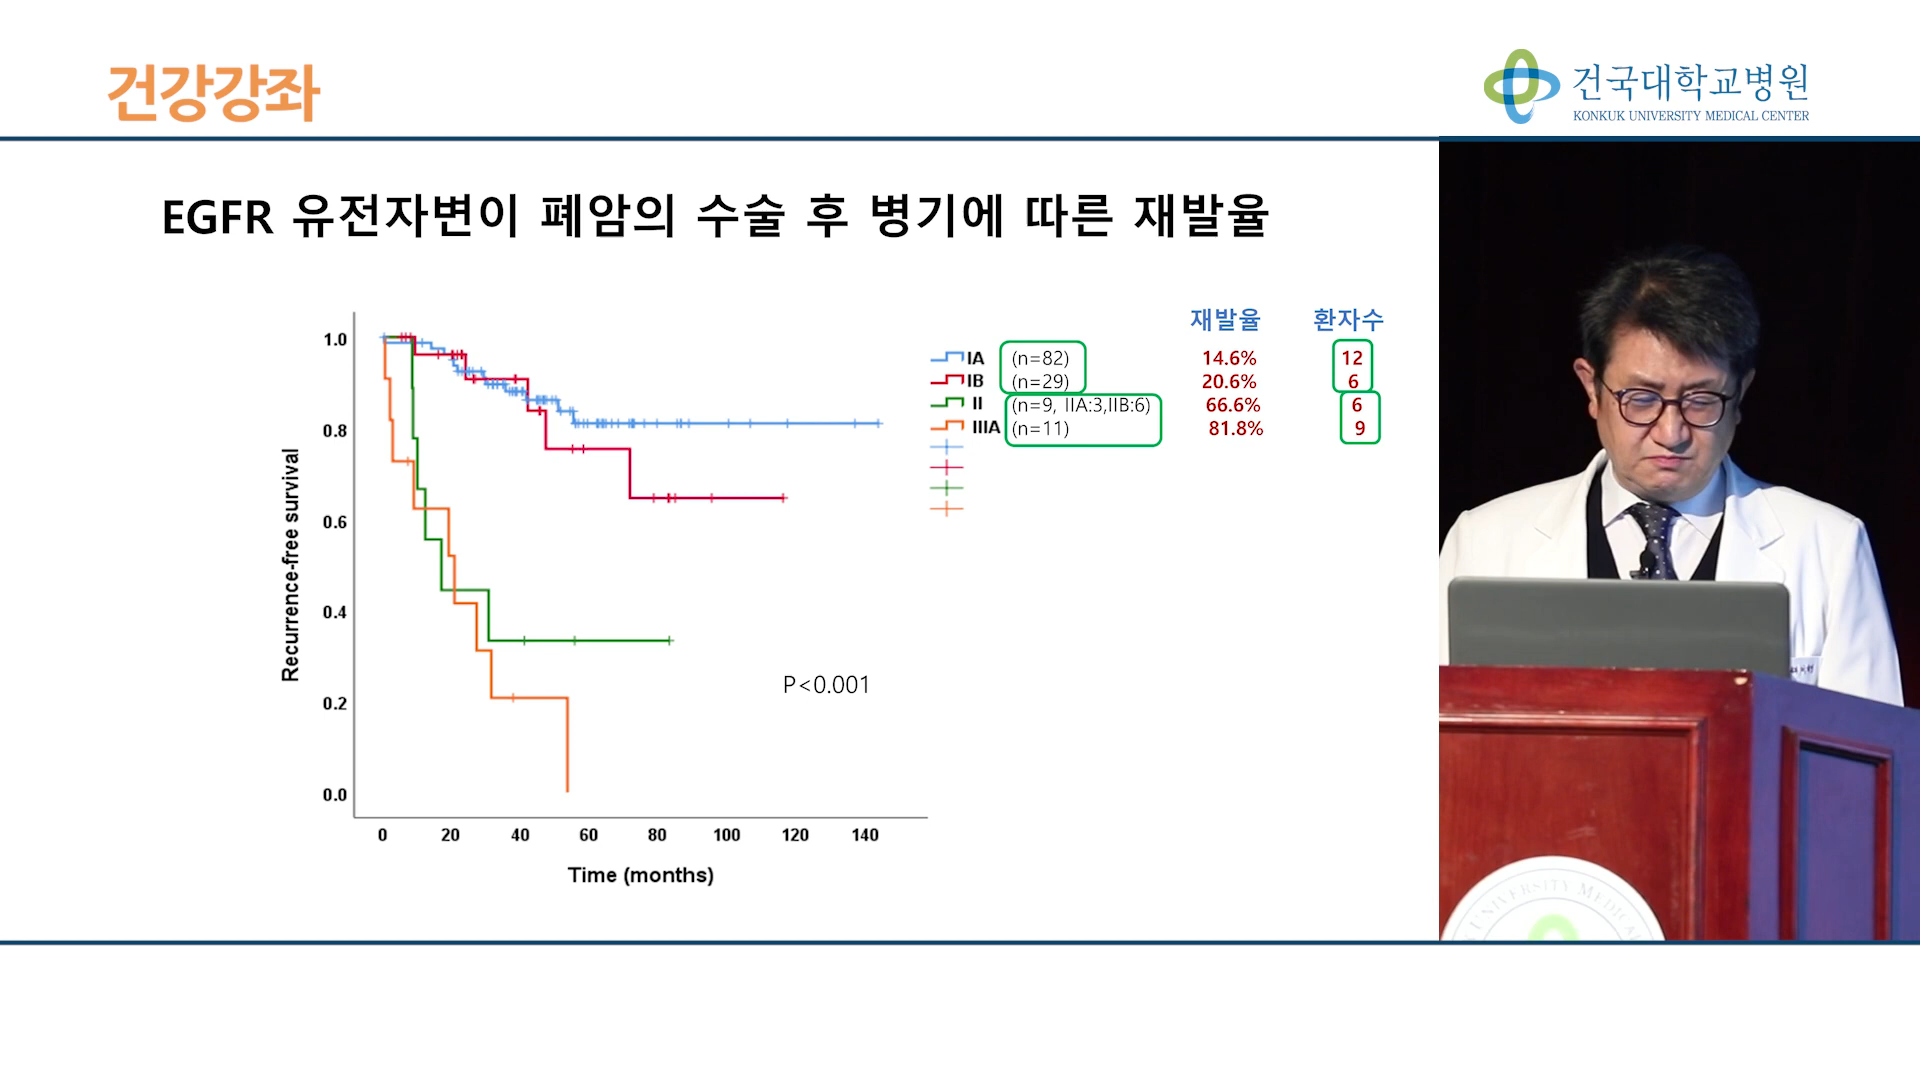 건강강좌
건국대학교병원
KONKUK UNIVERSITY MEDICAL CENTER
EGFR 유전자변이 폐암의 수술 후 병기에 따른 재발율
재발율 환자수
IA (n=82) 14.6% 12
IB (n=29) 20.6% 6
II (n=9, IIA:3,IIB:6) 66.6% 6
IIIA (n=11) 81.8% 9
Recurrence-free survival
1.0
0.8
0.6
0.4
0.2
0.0
P<0.001
0 20 40 60 80 100 120 140
Time (months)
UNIVERSITY MEDICAL